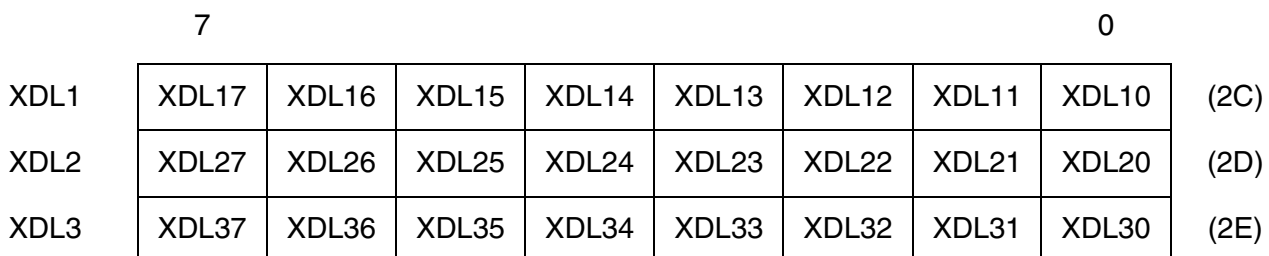 7 0
XDL1 XDL17 XDL16 XDL15 XDL14 XDL13 XDL12 XDL11 XDL10 (2C)
XDL2 XDL27 XDL26 XDL25 XDL24 XDL23 XDL22 XDL21 XDL20 (2D)
XDL3 XDL37 XDL36 XDL35 XDL34 XDL33 XDL32 XDL31 XDL30 (2E)